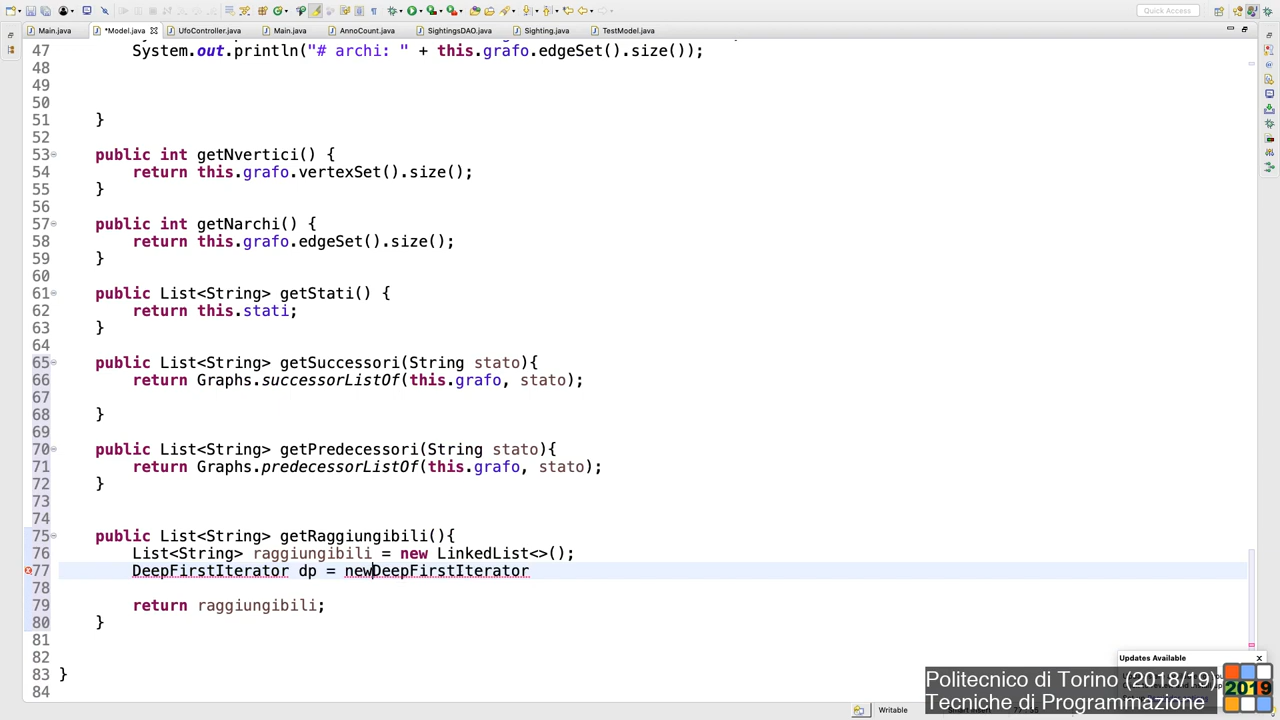 Quick Access
Main.java
*Model.java
UfoController.java
Main.java
AnnoCount.java
SightingsDAO.java
Sighting.java
TestModel.java
47 System.out.println("# archi: " + this.grafo.edgeSet().size());
48
49
50
51 }
52
53 public int getNvertici() {
54 return this.grafo.vertexSet().size();
55 }
56
57 public int getNarchi() {
58 return this.grafo.edgeSet().size();
59 }
60
61 public List<String> getStati() {
62 return this.stati;
63 }
64
65 public List<String> getSuccessori(String stato){
66 return Graphs.successorListOf(this.grafo, stato);
67
68 }
69
70 public List<String> getPredecessori(String stato){
71 return Graphs.predecessorListOf(this.grafo, stato);
72 }
73
74
75 public List<String> getRaggiungibili(){
76 List<String> raggiungibili = new LinkedList<>();
77 DeepFirstIterator dp = newDeepFirstIterator
78
79 return raggiungibili;
80 }
81
82
83 }
84
Updates Available
Politecnico di Torino (2018/19)
Tecniche di Programmazione
2019
Writable